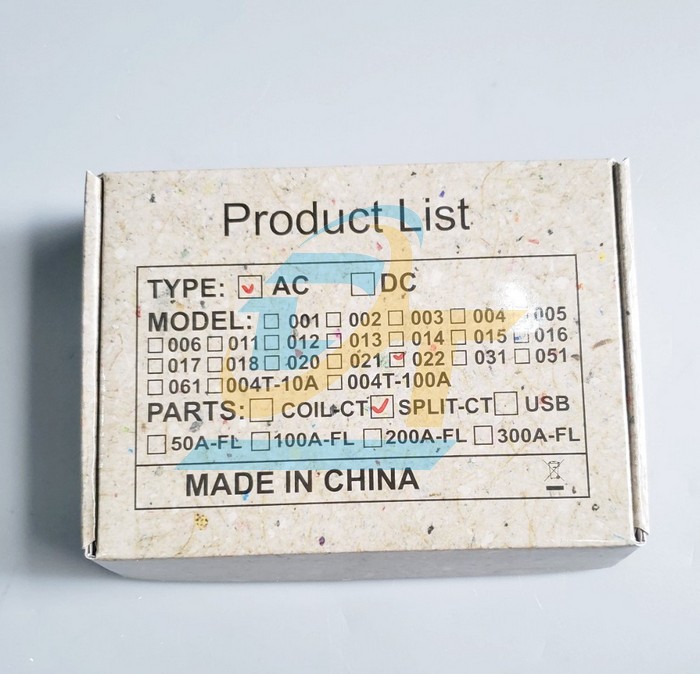 Product List
TYPE: ☑ AC ☐ DC
MODEL: ☐ 001 ☐ 002 ☐ 003 ☐ 004 ☐ 005
☐ 006 ☐ 011 ☐ 012 ☐ 013 ☐ 014 ☐ 015 ☐ 016
☐ 017 ☐ 018 ☐ 020 ☐ 021 ☑ 022 ☐ 031 ☐ 051
☐ 061 ☐ 004T-10A ☐ 004T-100A
PARTS: ☐ COIL-CT ☑ SPLIT-CT ☐ USB
☐ 50A-FL ☐ 100A-FL ☐ 200A-FL ☐ 300A-FL
MADE IN CHINA